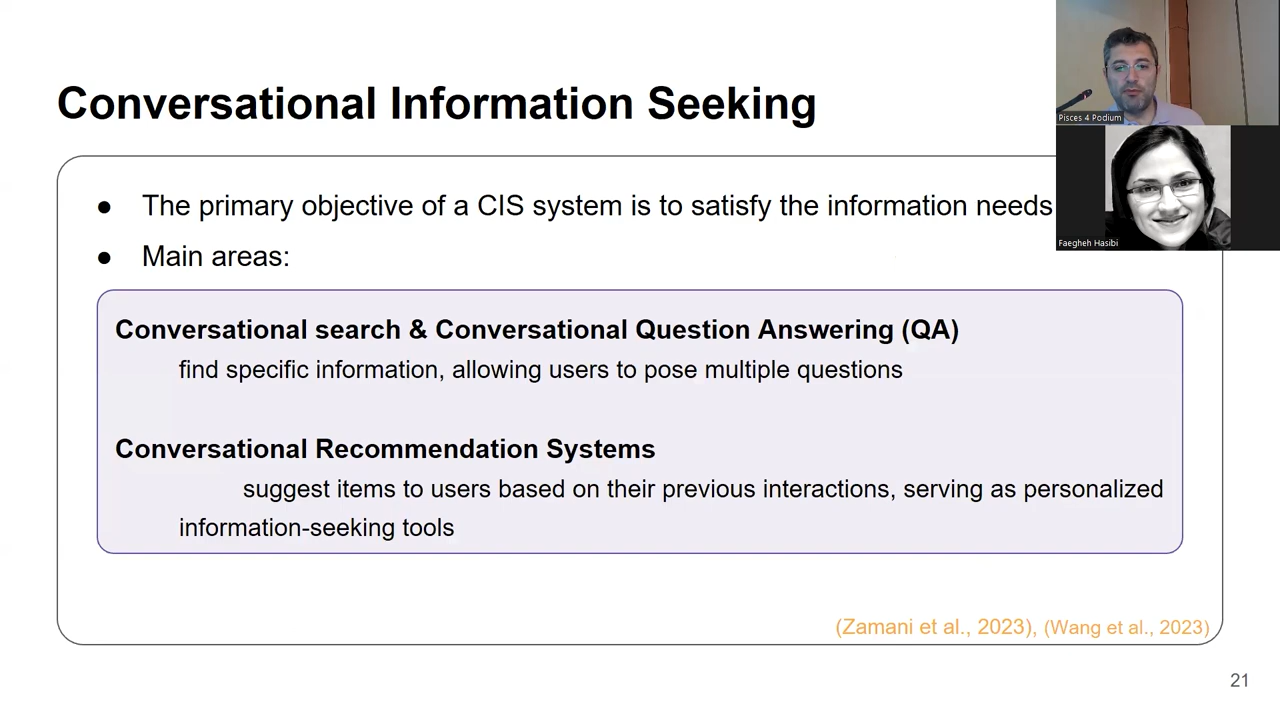 Conversational Information Seeking
Pisces 4 Podium
Faegheh Hasibi
● The primary objective of a CIS system is to satisfy the information needs
● Main areas:
Conversational search & Conversational Question Answering (QA)
find specific information, allowing users to pose multiple questions
Conversational Recommendation Systems
suggest items to users based on their previous interactions, serving as personalized
information-seeking tools
(Zamani et al., 2023), (Wang et al., 2023)
21